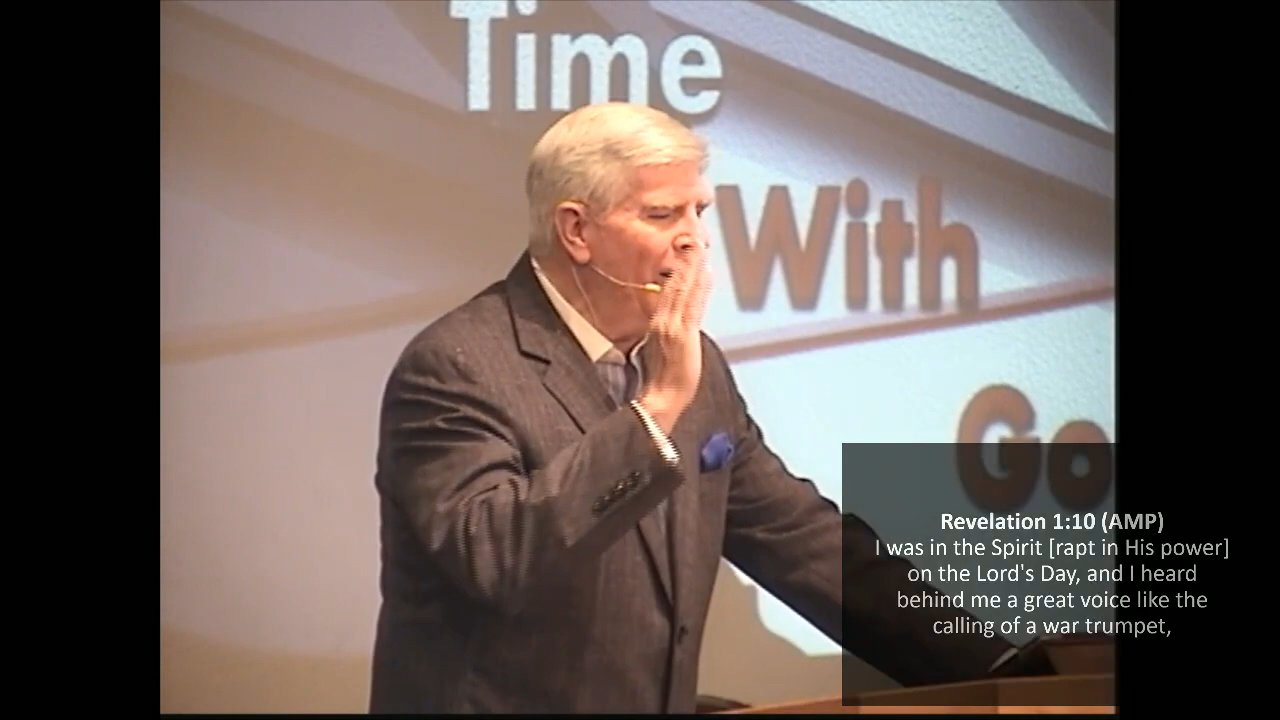 Time
With
Go
Revelation 1:10 (AMP)
I was in the Spirit [rapt in His power]
on the Lord's Day, and I heard
behind me a great voice like the
calling of a war trumpet,